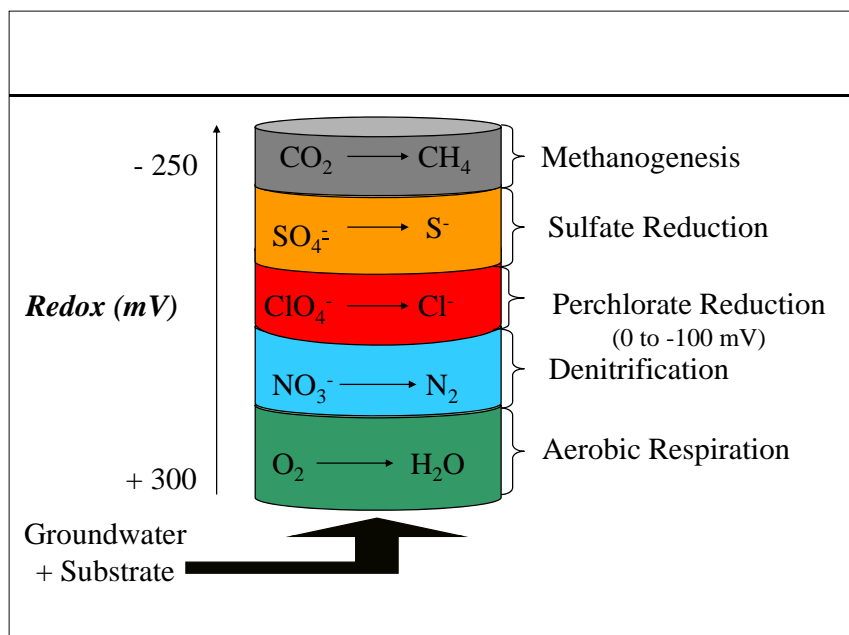 - 250
CO₂ → CH₄
Methanogenesis
SO₄⁻ → S⁻
Sulfate Reduction
Redox (mV)
ClO₄⁻ → Cl⁻
Perchlorate Reduction
(0 to -100 mV)
NO₃⁻ → N₂
Denitrification
O₂ → H₂O
Aerobic Respiration
+ 300
Groundwater
+ Substrate